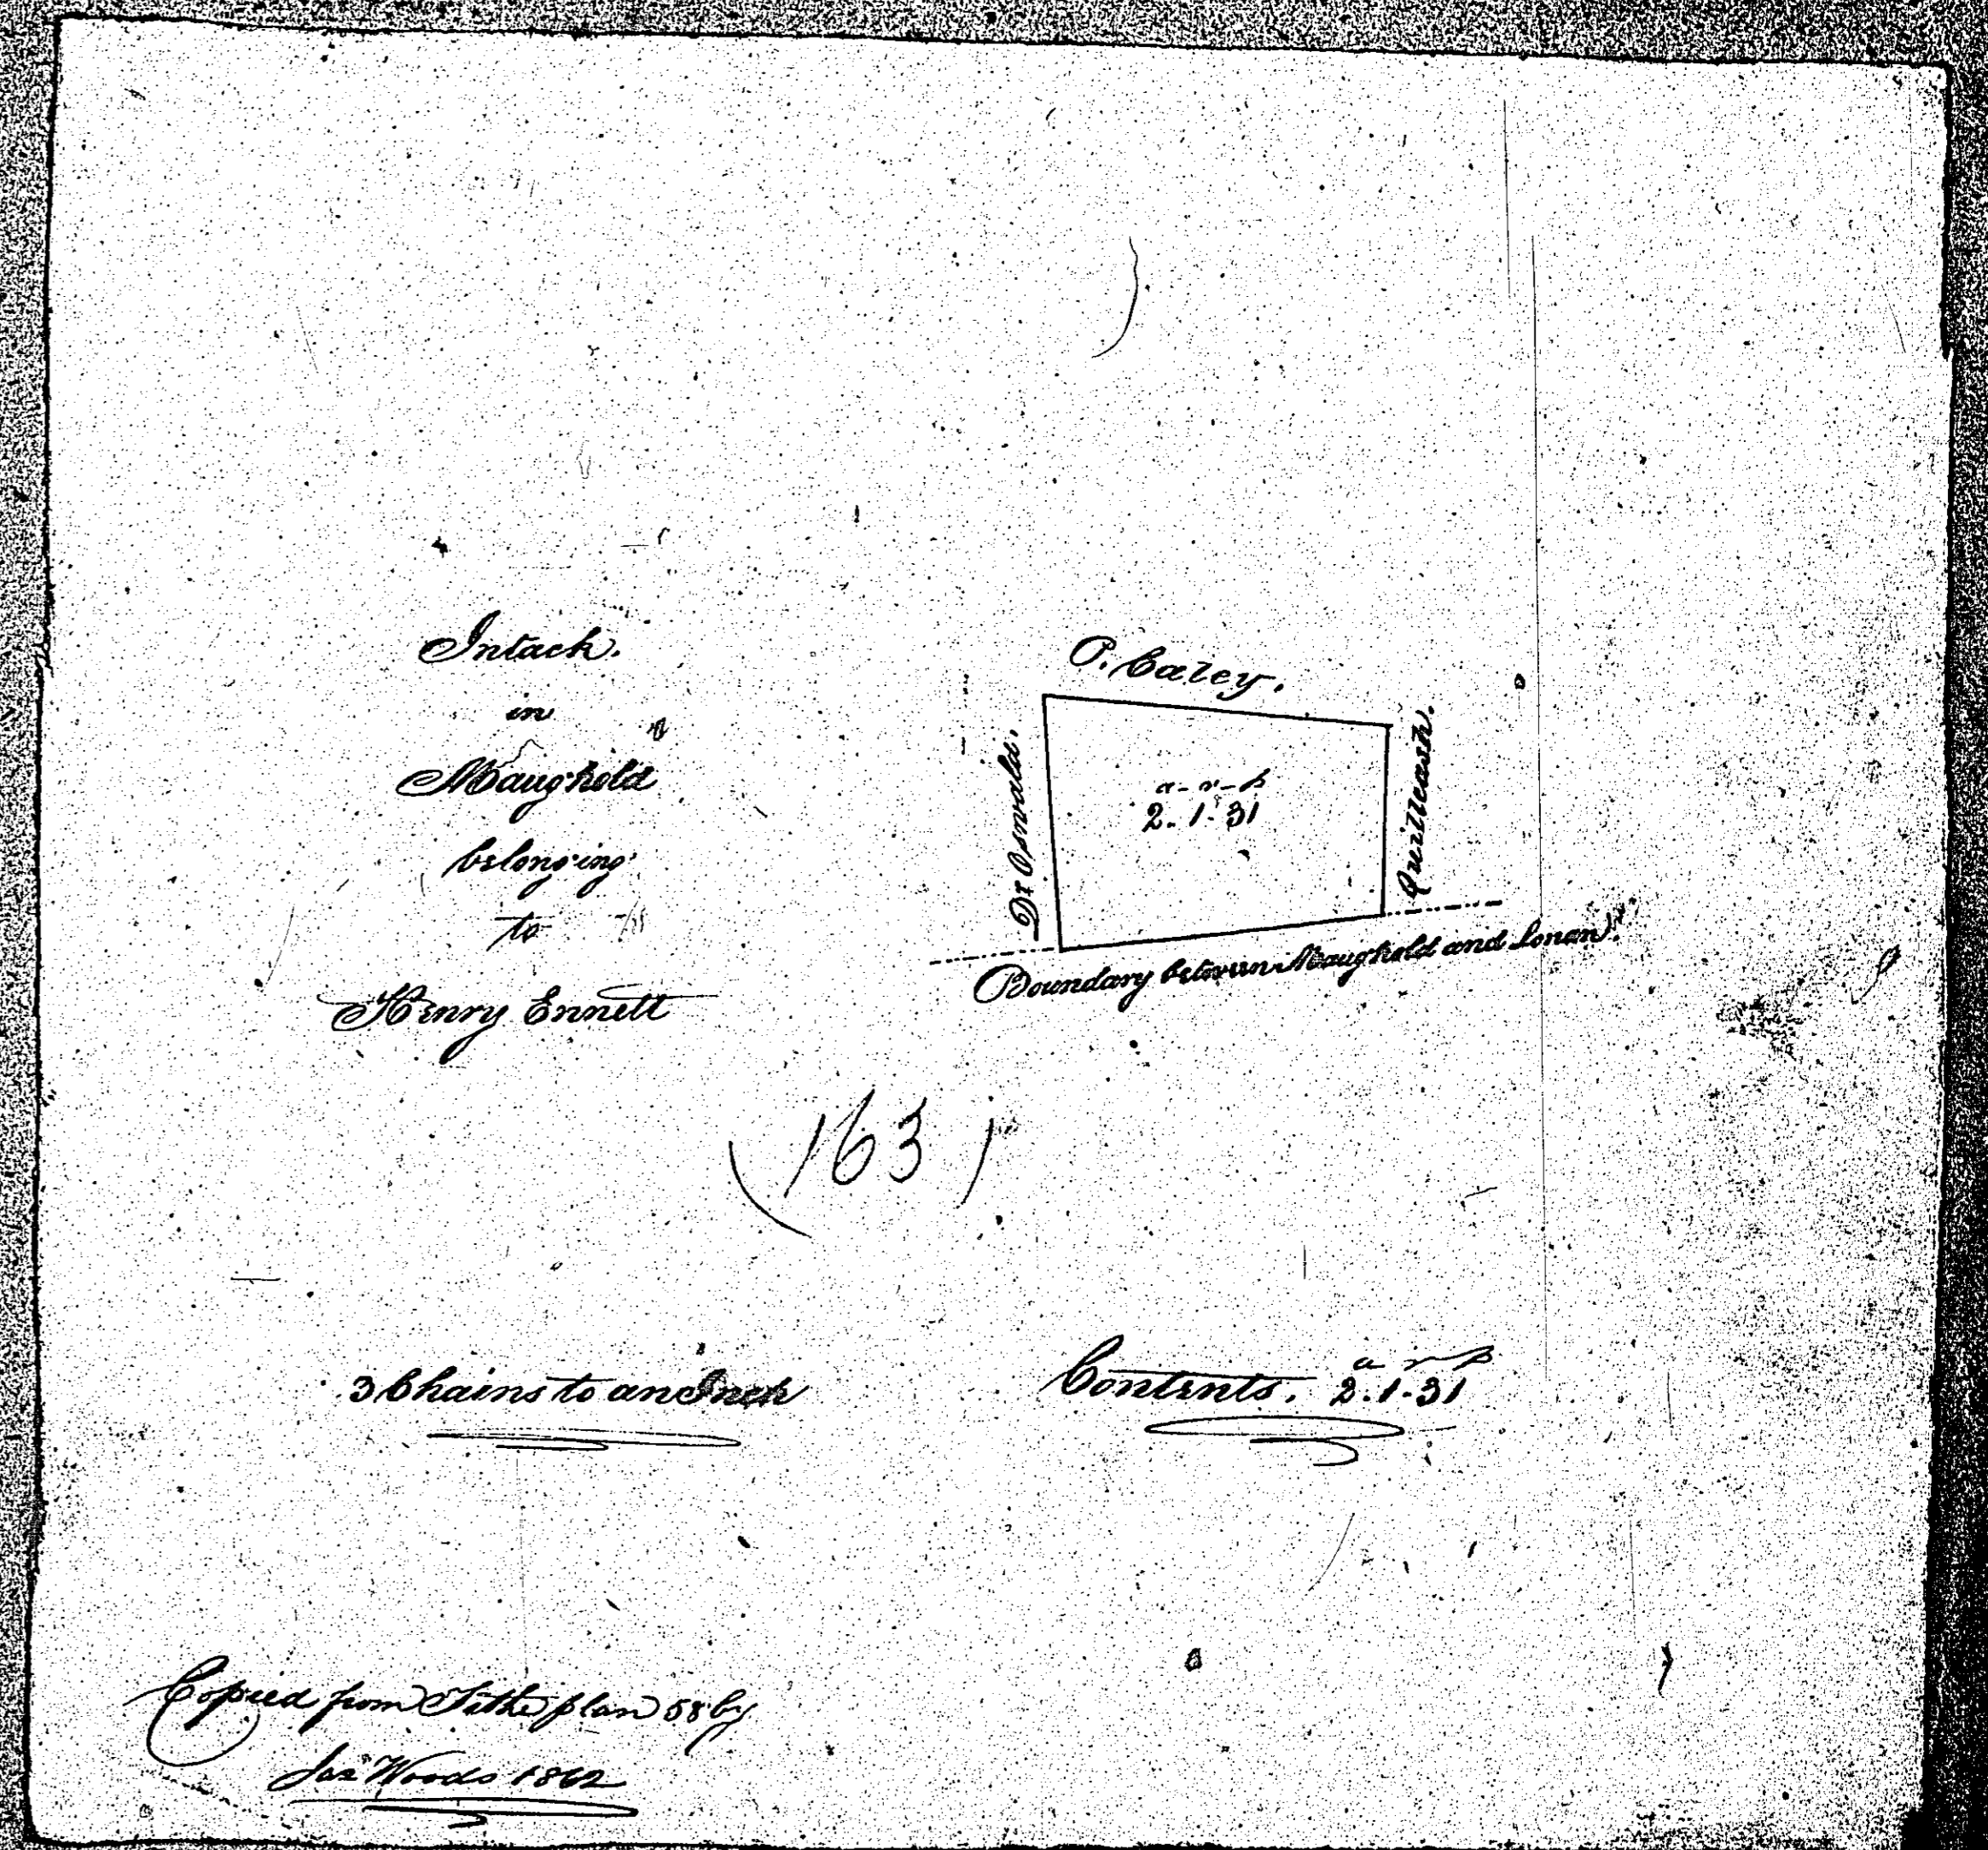 Intack.
in
Maughold
belonging
to
Henry Ennett
P. Caley.
Dr Oswald.
a - r - p
2 . 1 . 31
Quilleash.
Boundary between Maughold and Lonan.
(163)
3 Chains to an Inch
Contents. a r p
2 . 1 . 31
Copied from Tithe plan 58 by
Jas Woods 1862